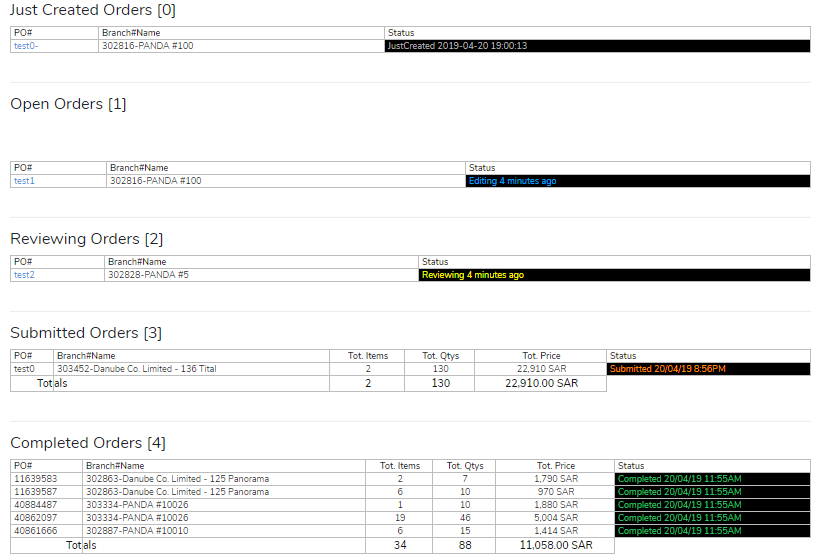 Just Created Orders [0]
PO# Branch#Name Status
test0- 302816-PANDA #100 JustCreated 2019-04-20 19:00:13
Open Orders [1]
PO# Branch#Name Status
test1 302816-PANDA #100 Editing 4 minutes ago
Reviewing Orders [2]
PO# Branch#Name Status
test2 302828-PANDA #5 Reviewing 4 minutes ago
Submitted Orders [3]
PO# Branch#Name Tot. Items Tot. Qtys Tot. Price Status
test0 303452-Danube Co. Limited - 136 Tital 2 130 22,910 SAR Submitted 20/04/19 8:56PM
Totals 2 130 22,910.00 SAR
Completed Orders [4]
PO# Branch#Name Tot. Items Tot. Qtys Tot. Price Status
11639583 302863-Danube Co. Limited - 125 Panorama 2 7 1,790 SAR Completed 20/04/19 11:55AM
11639587 302863-Danube Co. Limited - 125 Panorama 6 10 970 SAR Completed 20/04/19 11:55AM
40884487 303334-PANDA #10026 1 10 1,880 SAR Completed 20/04/19 11:55AM
40862097 303334-PANDA #10026 19 46 5,004 SAR Completed 20/04/19 11:55AM
40861666 302887-PANDA #10010 6 15 1,414 SAR Completed 20/04/19 11:55AM
Totals 34 88 11,058.00 SAR